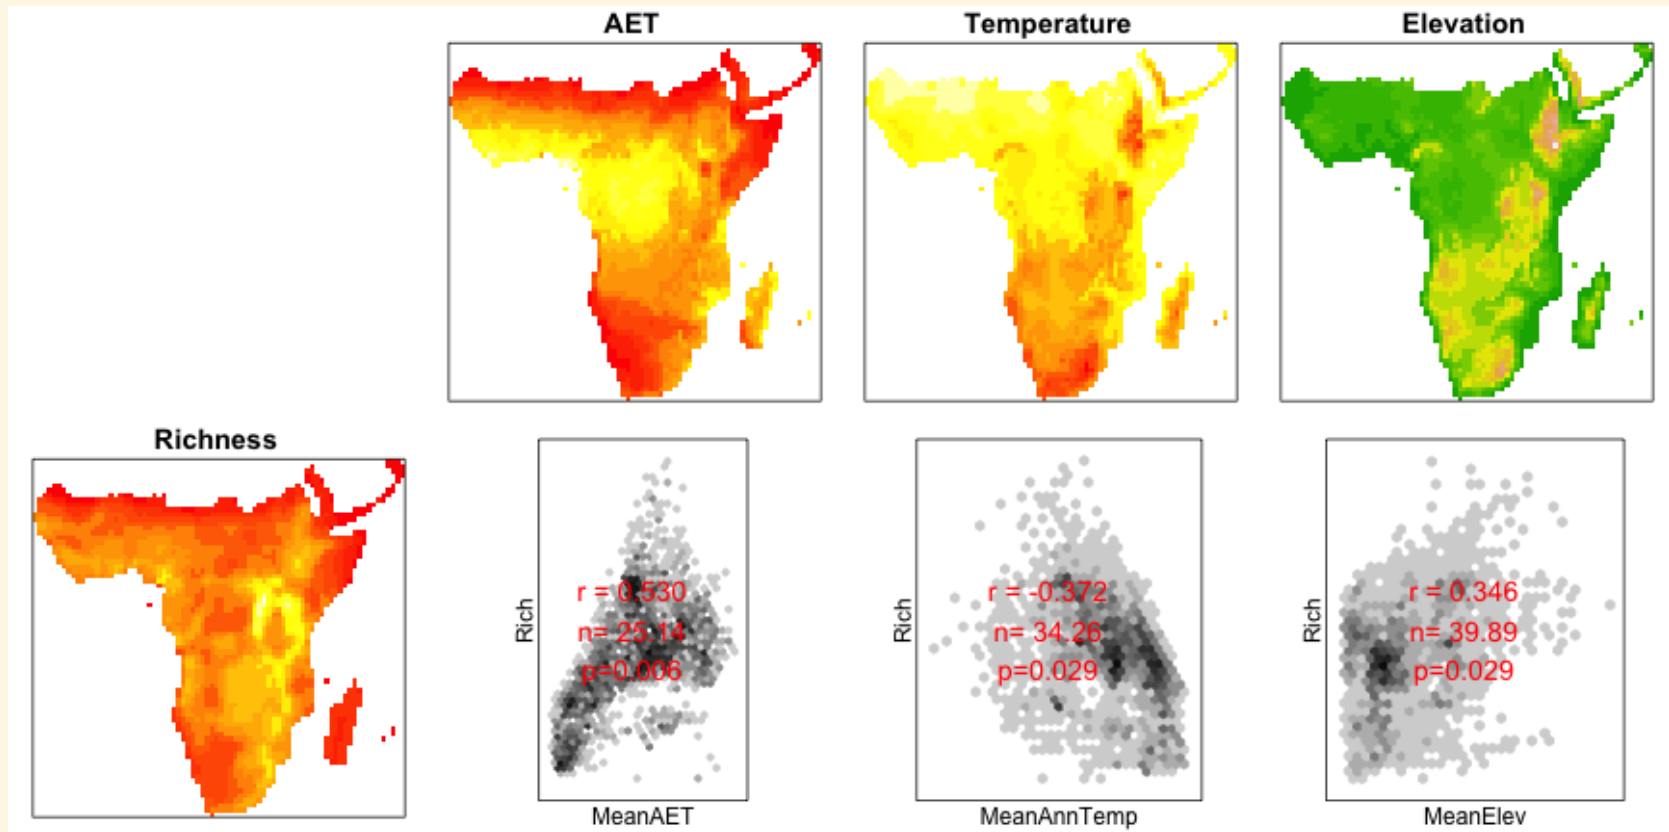 AET
Temperature
Elevation
Richness
Rich
r = 0.530
n= 25.14
p=0.006
MeanAET
Rich
r = -0.372
n= 34.26
p=0.029
MeanAnnTemp
Rich
r = 0.346
n= 39.89
p=0.029
MeanElev